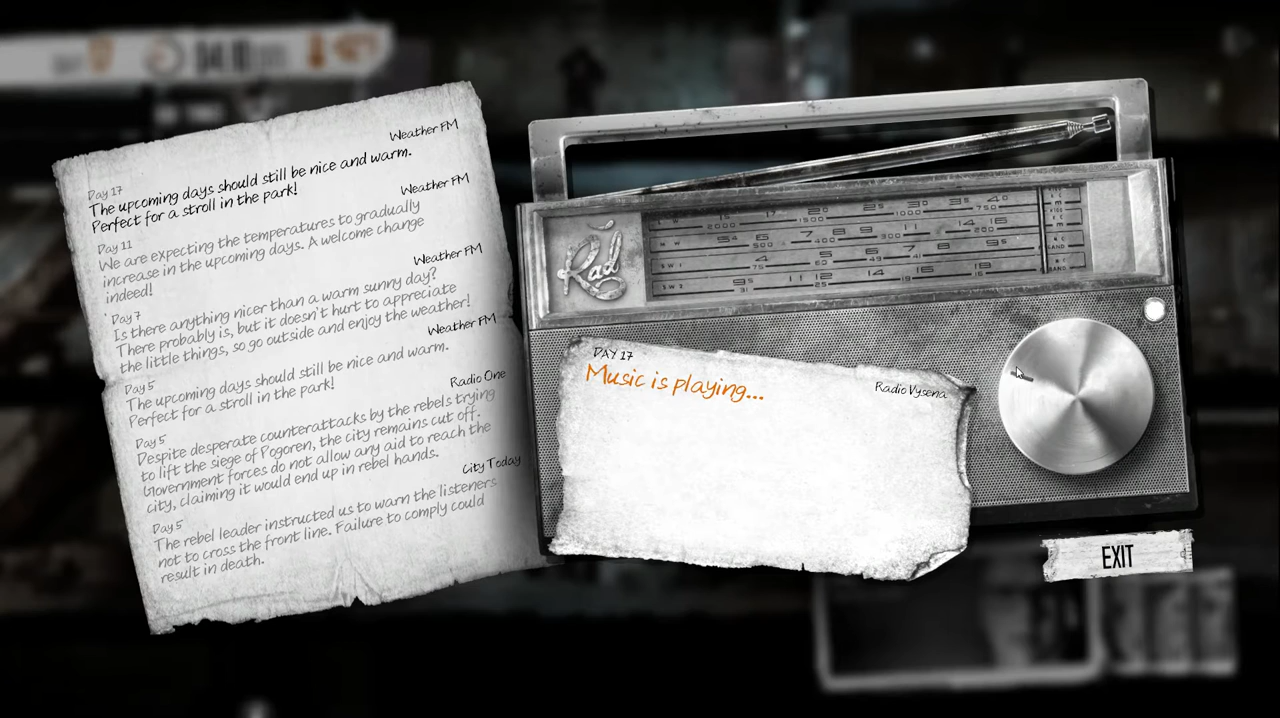 Weather FM
Day 17
The upcoming days should still be nice and warm.
Perfect for a stroll in the park!
Weather FM
Day 11
We are expecting the temperatures to gradually
increase in the upcoming days. A welcome change
indeed!
Weather FM
Day 7
Is there anything nicer than a warm sunny day?
There probably is, but it doesn't hurt to appreciate
the little things, so go outside and enjoy the weather!
Weather FM
Day 5
The upcoming days should still be nice and warm.
Perfect for a stroll in the park!
Radio One
Day 5
Despite desperate counterattacks by the rebels trying
to lift the siege of Pogoren, the city remains cut off.
Government forces do not allow any aid to reach the
city, claiming it would end up in rebel hands.
City Today
Day 5
The rebel leader instructed us to warn the listeners
not to cross the front line. Failure to comply could
result in death.
Rad
DAY 17
Music is playing...
Radio Vysena
EXIT